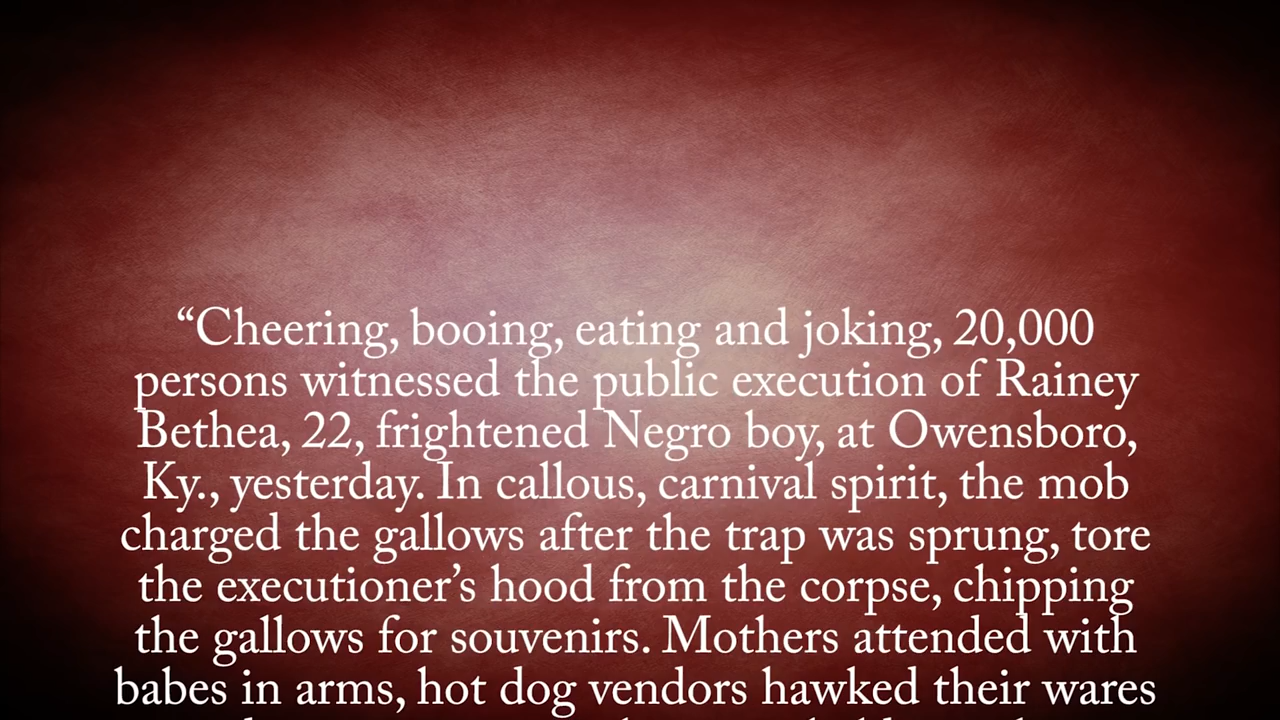 “Cheering, booing, eating and joking, 20,000
persons witnessed the public execution of Rainey
Bethea, 22, frightened Negro boy, at Owensboro,
Ky., yesterday. In callous, carnival spirit, the mob
charged the gallows after the trap was sprung, tore
the executioner’s hood from the corpse, chipping
the gallows for souvenirs. Mothers attended with
babes in arms, hot dog vendors hawked their wares